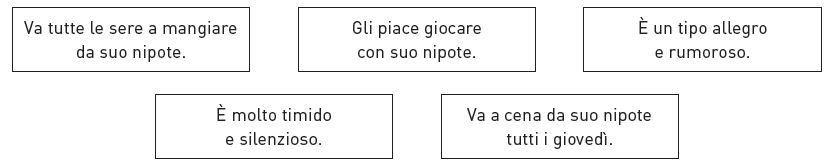 Va tutte le sere a mangiare
da suo nipote.
Gli piace giocare
con suo nipote.
È un tipo allegro
e rumoroso.
È molto timido
e silenzioso.
Va a cena da suo nipote
tutti i giovedì.